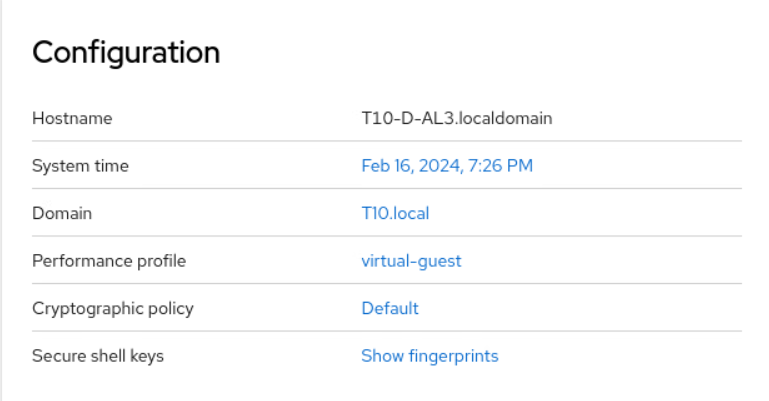 Configuration
Hostname T10-D-AL3.localdomain
System time Feb 16, 2024, 7:26 PM
Domain T10.local
Performance profile virtual-guest
Cryptographic policy Default
Secure shell keys Show fingerprints